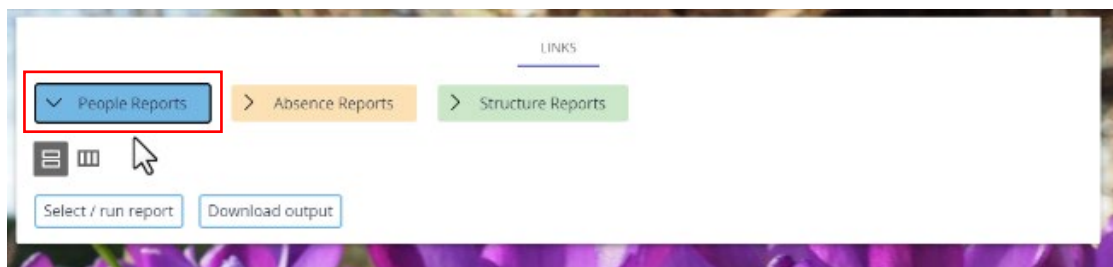 LINKS
People Reports Absence Reports Structure Reports
Select / run report Download output